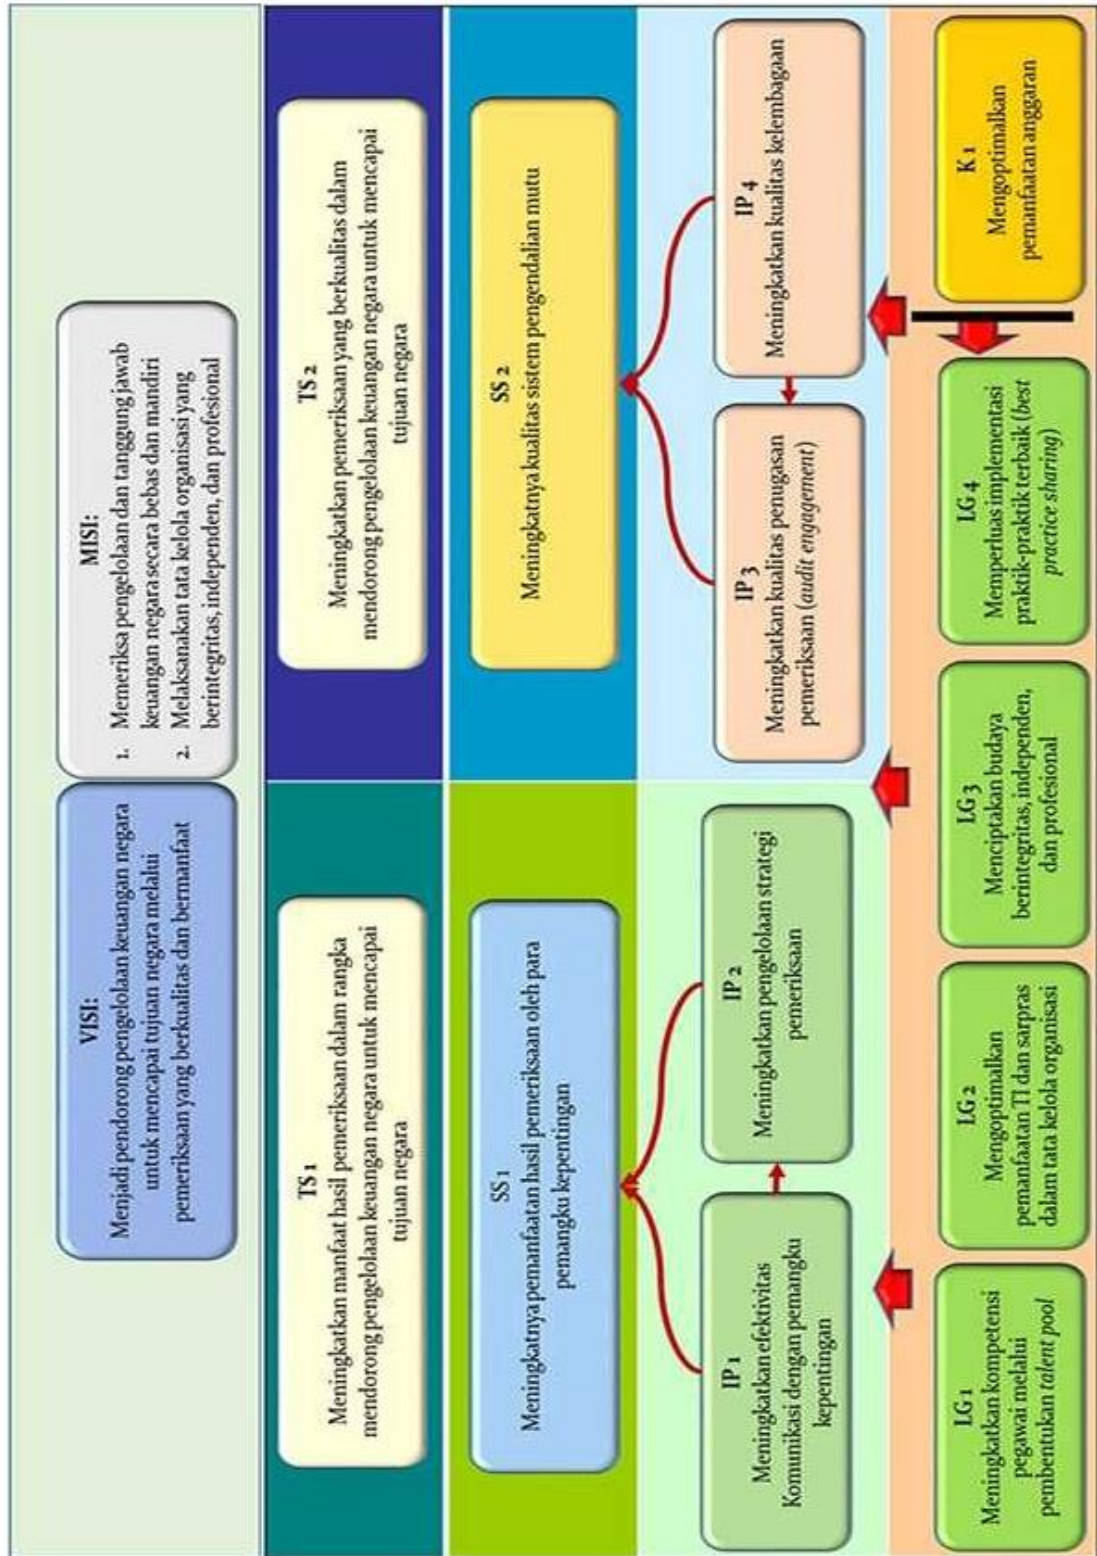 VISI:
Menjadi pendorong pengelolaan keuangan negara
untuk mencapai tujuan negara melalui
pemeriksaan yang berkualitas dan bermanfaat
MISI:
1. Memeriksa pengelolaan dan tanggung jawab
keuangan negara secara bebas dan mandiri
2. Melaksanakan tata kelola organisasi yang
berintegritas, independen, dan profesional
TS 1
Meningkatkan manfaat hasil pemeriksaan dalam rangka
mendorong pengelolaan keuangan negara untuk mencapai
tujuan negara
TS 2
Meningkatkan pemeriksaan yang berkualitas dalam
mendorong pengelolaan keuangan negara untuk mencapai
tujuan negara
SS 1
Meningkatnya pemanfaatan hasil pemeriksaan oleh para
pemangku kepentingan
SS 2
Meningkatnya kualitas sistem pengendalian mutu
IP 1
Meningkatkan efektivitas
Komunikasi dengan pemangku
kepentingan
IP 2
Meningkatkan pengelolaan strategi
pemeriksaan
IP 3
Meningkatkan kualitas penugasan
pemeriksaan (audit engagement)
IP 4
Meningkatkan kualitas kelembagaan
LG 1
Meningkatkan kompetensi
pegawai melalui
pembentukan talent pool
LG 2
Mengoptimalkan
pemanfaatan TI dan sarpras
dalam tata kelola organisasi
LG 3
Menciptakan budaya
berintegritas, independen,
dan profesional
LG 4
Memperluas implementasi
praktik-praktik terbaik (best
practice sharing)
K 1
Mengoptimalkan
pemanfaatan anggaran